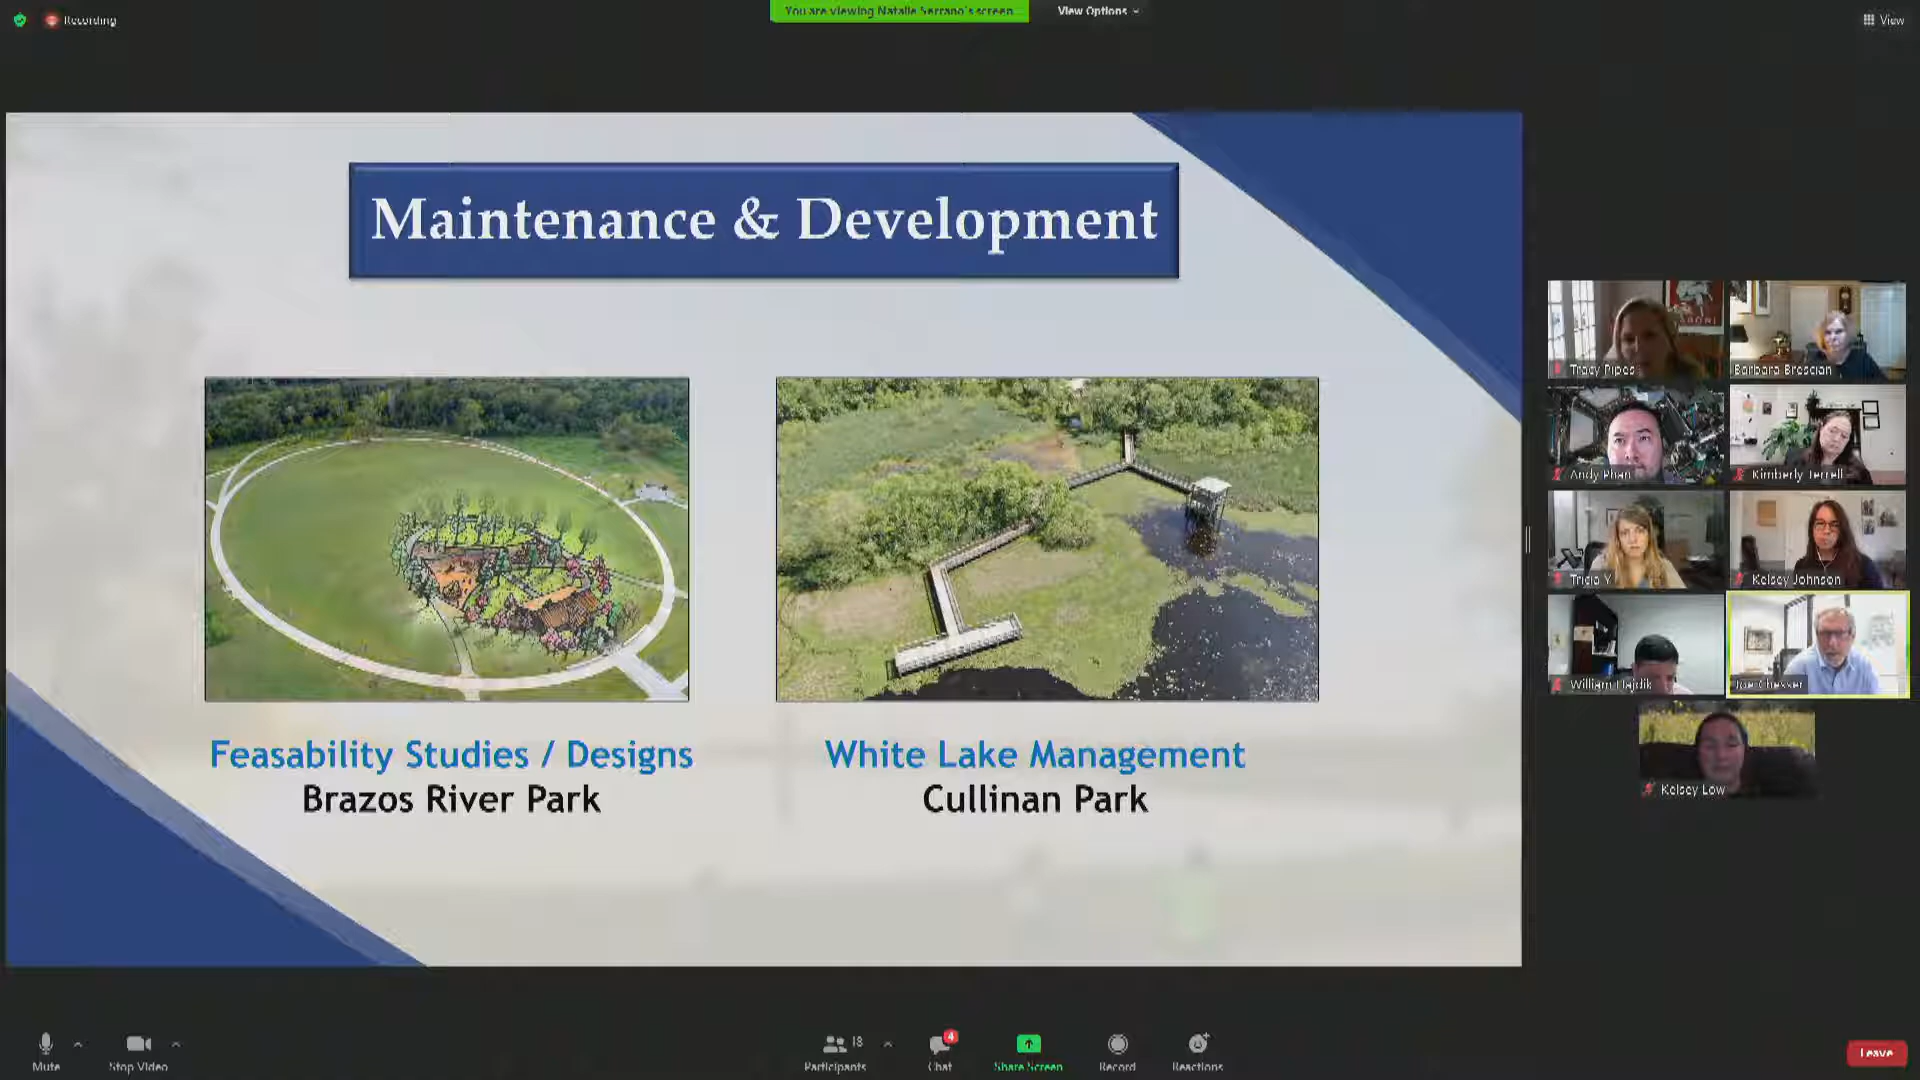 Recording
You are viewing Natalie Serrano's screen
View Options
View
Maintenance & Development
Feasability Studies / Designs
Brazos River Park
White Lake Management
Cullinan Park
Tracy Pipes
Barbara Brescian
Andy Phan
Kimberly Terrell
Tricia Y
Kelsey Johnson
William Hajdik
Joe Chesser
Kelsey Low
Mute
Stop Video
Participants
18
Chat
4
Share Screen
Record
Reactions
Leave